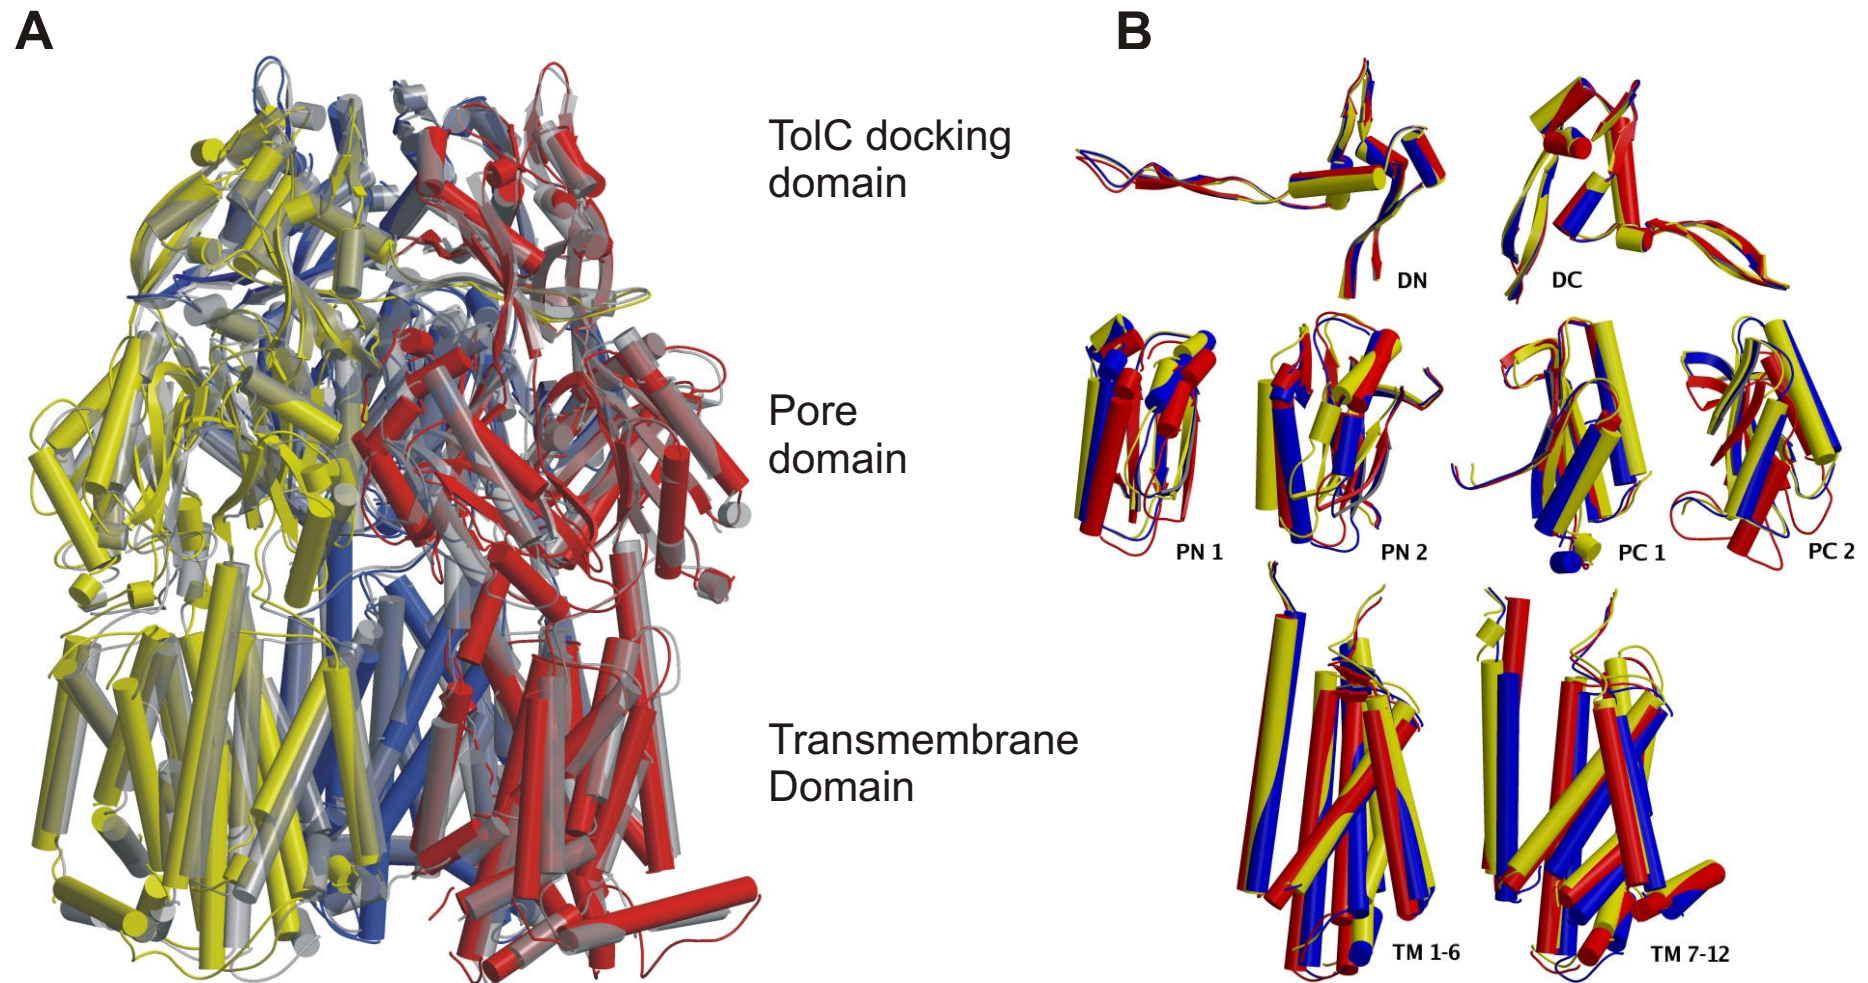 A
B
TolC docking
domain
Pore
domain
Transmembrane
Domain
DN
DC
PN 1
PN 2
PC 1
PC 2
TM 1-6
TM 7-12